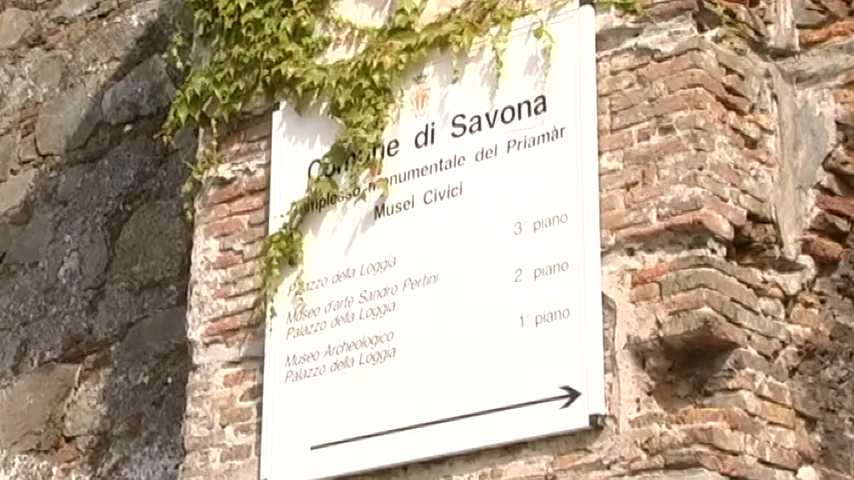 Comune di Savona
Complesso monumentale del Priamàr
Musei Civici
3° piano
Palazzo della Loggia
Museo d'arte Sandro Pertini 2° piano
Palazzo della Loggia
Museo Archeologico 1° piano
Palazzo della Loggia